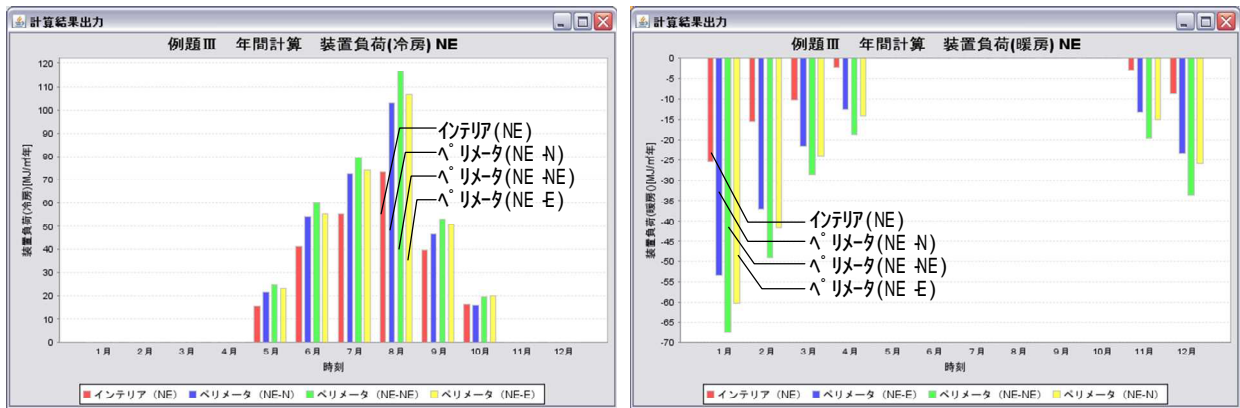 計算結果出力
例題Ⅲ 年間計算 装置負荷(冷房) NE
装置負荷(冷房)[MJ/㎡年]
120
110
100
90
80
70
60
50
40
30
20
10
0
インテリア(NE)
ペリメータ(NE-N)
ペリメータ(NE-NE)
ペリメータ(NE-E)
1月 2月 3月 4月 5月 6月 7月 8月 9月 10月 11月 12月
時刻
インテリア (NE) ペリメータ (NE-N) ペリメータ (NE-NE) ペリメータ (NE-E)
計算結果出力
例題Ⅲ 年間計算 装置負荷(暖房) NE
装置負荷(暖房()[MJ/㎡年]
0
-5
-10
-15
-20
-25
-30
-35
-40
-45
-50
-55
-60
-65
-70
インテリア(NE)
ペリメータ(NE-N)
ペリメータ(NE-NE)
ペリメータ(NE-E)
1月 2月 3月 4月 5月 6月 7月 8月 9月 10月 11月 12月
時刻
インテリア (NE) ペリメータ (NE-E) ペリメータ (NE-NE) ペリメータ (NE-N)